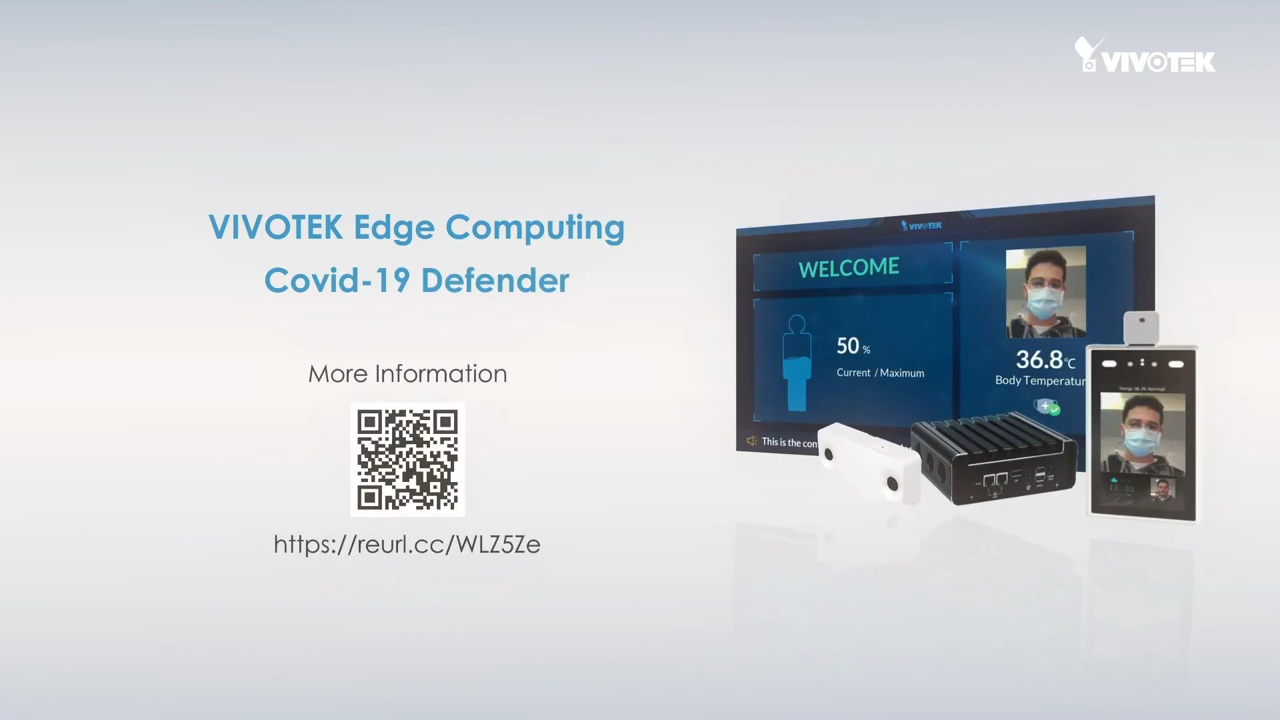 VIVOTEK
VIVOTEK Edge Computing
Covid-19 Defender
More Information
https://reurl.cc/WLZ5Ze
VIVOTEK
WELCOME
50 %
Current / Maximum
36.8°C
Body Temperatur
This is the con